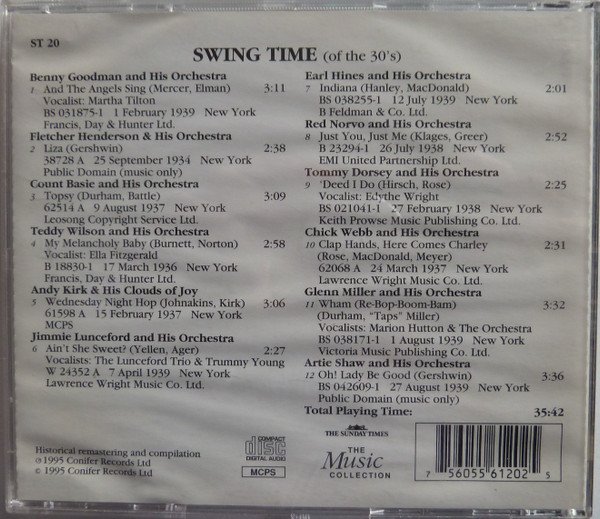 ST 20
SWING TIME (of the 30's)
Benny Goodman and His Orchestra
1 And The Angels Sing (Mercer, Elman) 3:11
Vocalist: Martha Tilton
BS 031875-1 1 February 1939 New York
Francis, Day & Hunter Ltd.
Fletcher Henderson & His Orchestra
2 Liza (Gershwin) 2:38
38728 A 25 September 1934 New York
Public Domain (music only)
Count Basie and His Orchestra
3 Topsy (Durham, Battle) 3:09
62514 A 9 August 1937 New York
Leosong Copyright Service Ltd.
Teddy Wilson and His Orchestra
4 My Melancholy Baby (Burnett, Norton) 2:58
Vocalist: Ella Fitzgerald
B 18830-1 17 March 1936 New York
Francis, Day & Hunter Ltd.
Andy Kirk & His Clouds of Joy
5 Wednesday Night Hop (Johnakins, Kirk) 3:06
61598 A 15 February 1937 New York
MCPS
Jimmie Lunceford and His Orchestra
6 Ain't She Sweet? (Yellen, Ager) 2:27
Vocalists: The Lunceford Trio & Trummy Young
W 24352 A 7 April 1939 New York
Lawrence Wright Music Co. Ltd.
Earl Hines and His Orchestra
7 Indiana (Hanley, MacDonald) 2:01
BS 038255-1 12 July 1939 New York
B Feldman & Co. Ltd.
Red Norvo and His Orchestra
8 Just You, Just Me (Klages, Greer) 2:52
B 23294-1 26 July 1938 New York
EMI United Partnership Ltd.
Tommy Dorsey and His Orchestra
9 'Deed I Do (Hirsch, Rose) 2:25
Vocalist: Edythe Wright
BS 021041-1 27 February 1938 New York
Keith Prowse Music Publishing Co. Ltd.
Chick Webb and His Orchestra
10 Clap Hands, Here Comes Charley 2:31
(Rose, MacDonald, Meyer)
62068 A 24 March 1937 New York
Lawrence Wright Music Co. Ltd.
Glenn Miller and His Orchestra
11 Wham (Re-Bop-Boom-Bam) 3:32
(Durham, "Taps" Miller)
Vocalists: Marion Hutton & The Orchestra
BS 038171-1 1 August 1939 New York
Victoria Music Publishing Co. Ltd.
Artie Shaw and His Orchestra
12 Oh! Lady Be Good (Gershwin) 3:36
BS 042609-1 27 August 1939 New York
Public Domain (music only)
Total Playing Time: 35:42
Historical remastering and compilation
℗ 1995 Conifer Records Ltd
© 1995 Conifer Records Ltd
COMPACT
disc
DIGITAL AUDIO
MCPS
THE SUNDAY TIMES
THE
Music
COLLECTION
7 56055 61202 5